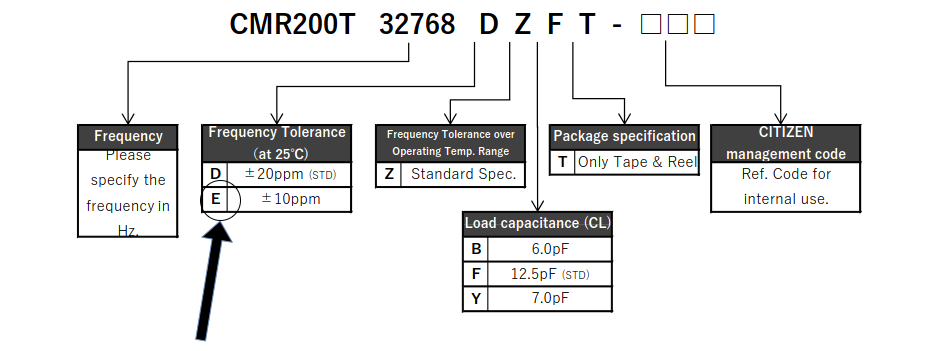 CMR200T 32768 D Z F T - □□□
Frequency
Please
specify the
frequency in
Hz.
Frequency Tolerance
(at 25℃)
D ±20ppm (STD)
E ±10ppm
Frequency Tolerance over
Operating Temp. Range
Z Standard Spec.
Load capacitance (CL)
B 6.0pF
F 12.5pF (STD)
Y 7.0pF
Package specification
T Only Tape & Reel
CITIZEN
management code
Ref. Code for
internal use.